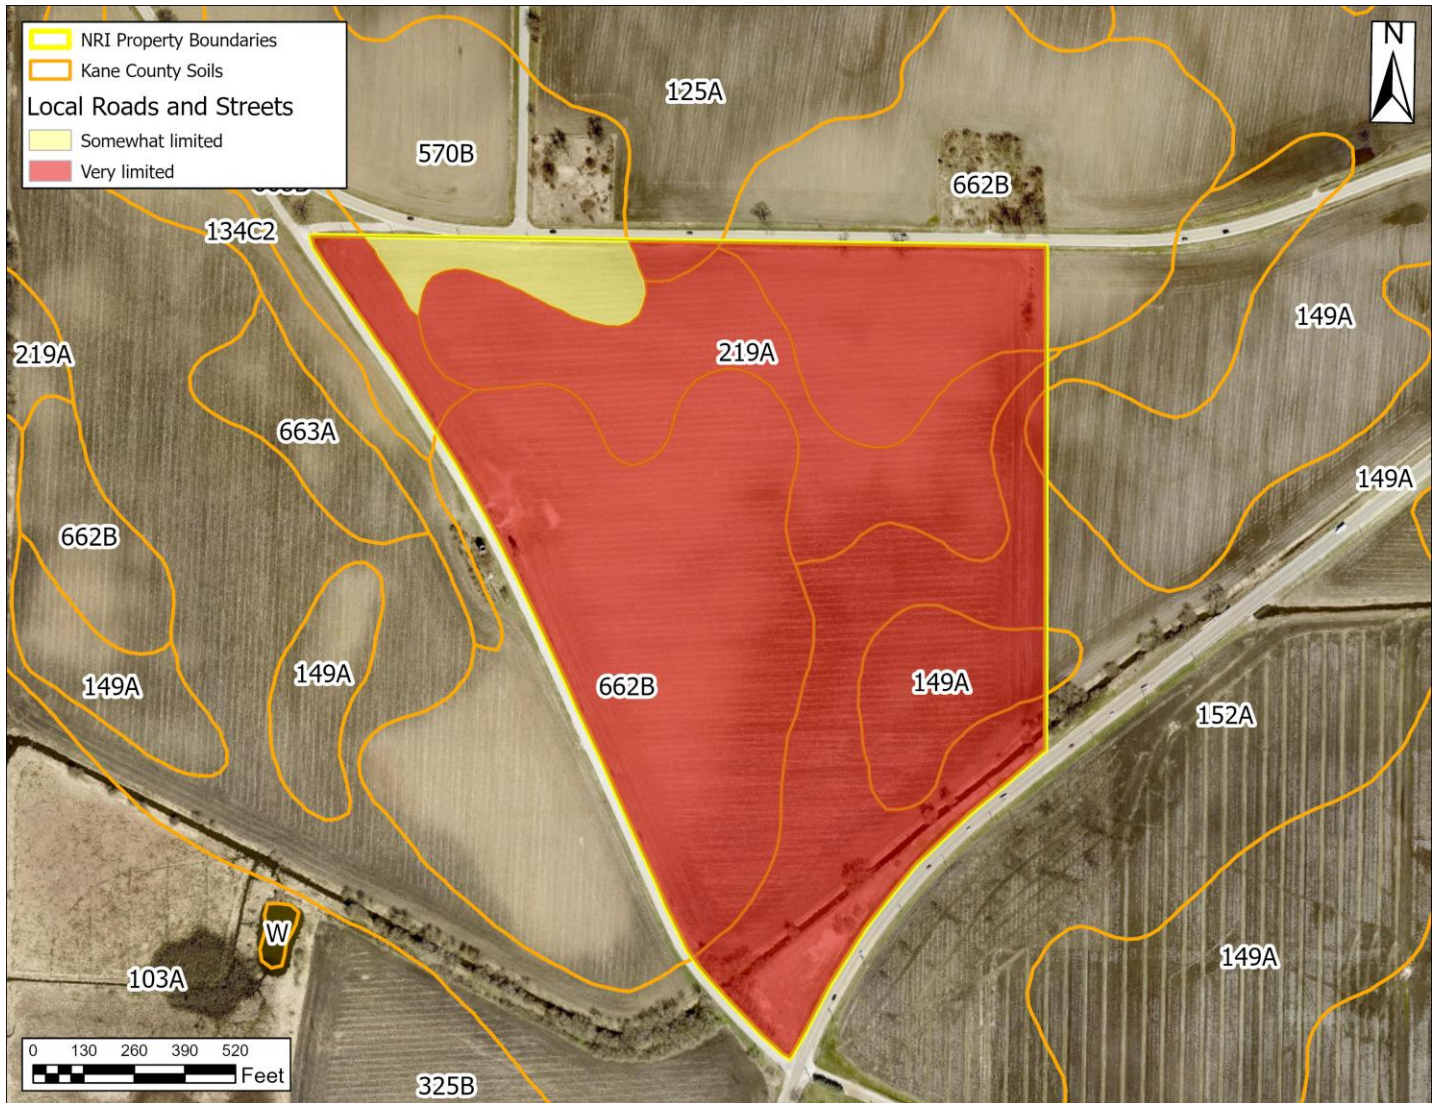 NRI Property Boundaries
Kane County Soils
Local Roads and Streets
Somewhat limited
Very limited
N
125A
570B
662B
134C2
149A
219A
219A
663A
149A
662B
149A
149A
662B
149A
152A
W
103A
149A
0 130 260 390 520
Feet
325B